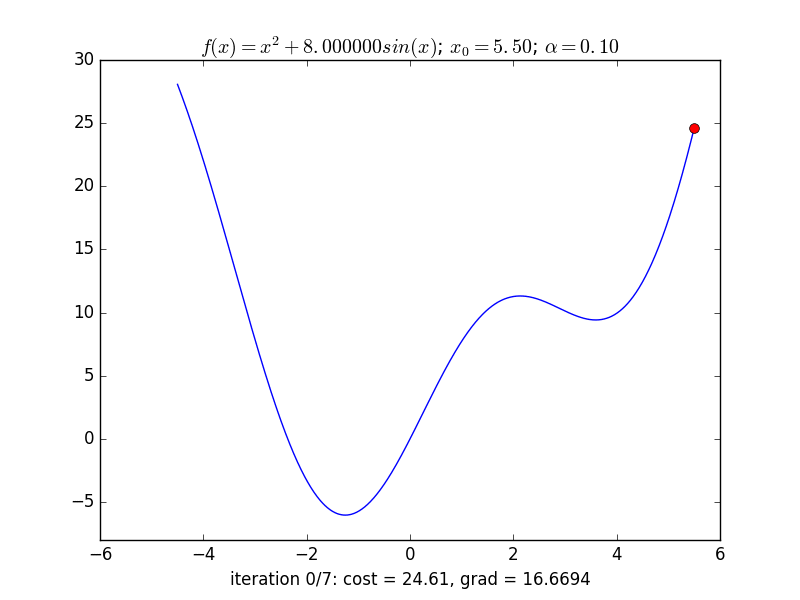 f(x) = x² + 8.000000sin(x); x₀ = 5.50; α = 0.10
30
25
20
15
10
5
0
−5
−6 −4 −2 0 2 4 6
iteration 0/7: cost = 24.61, grad = 16.6694